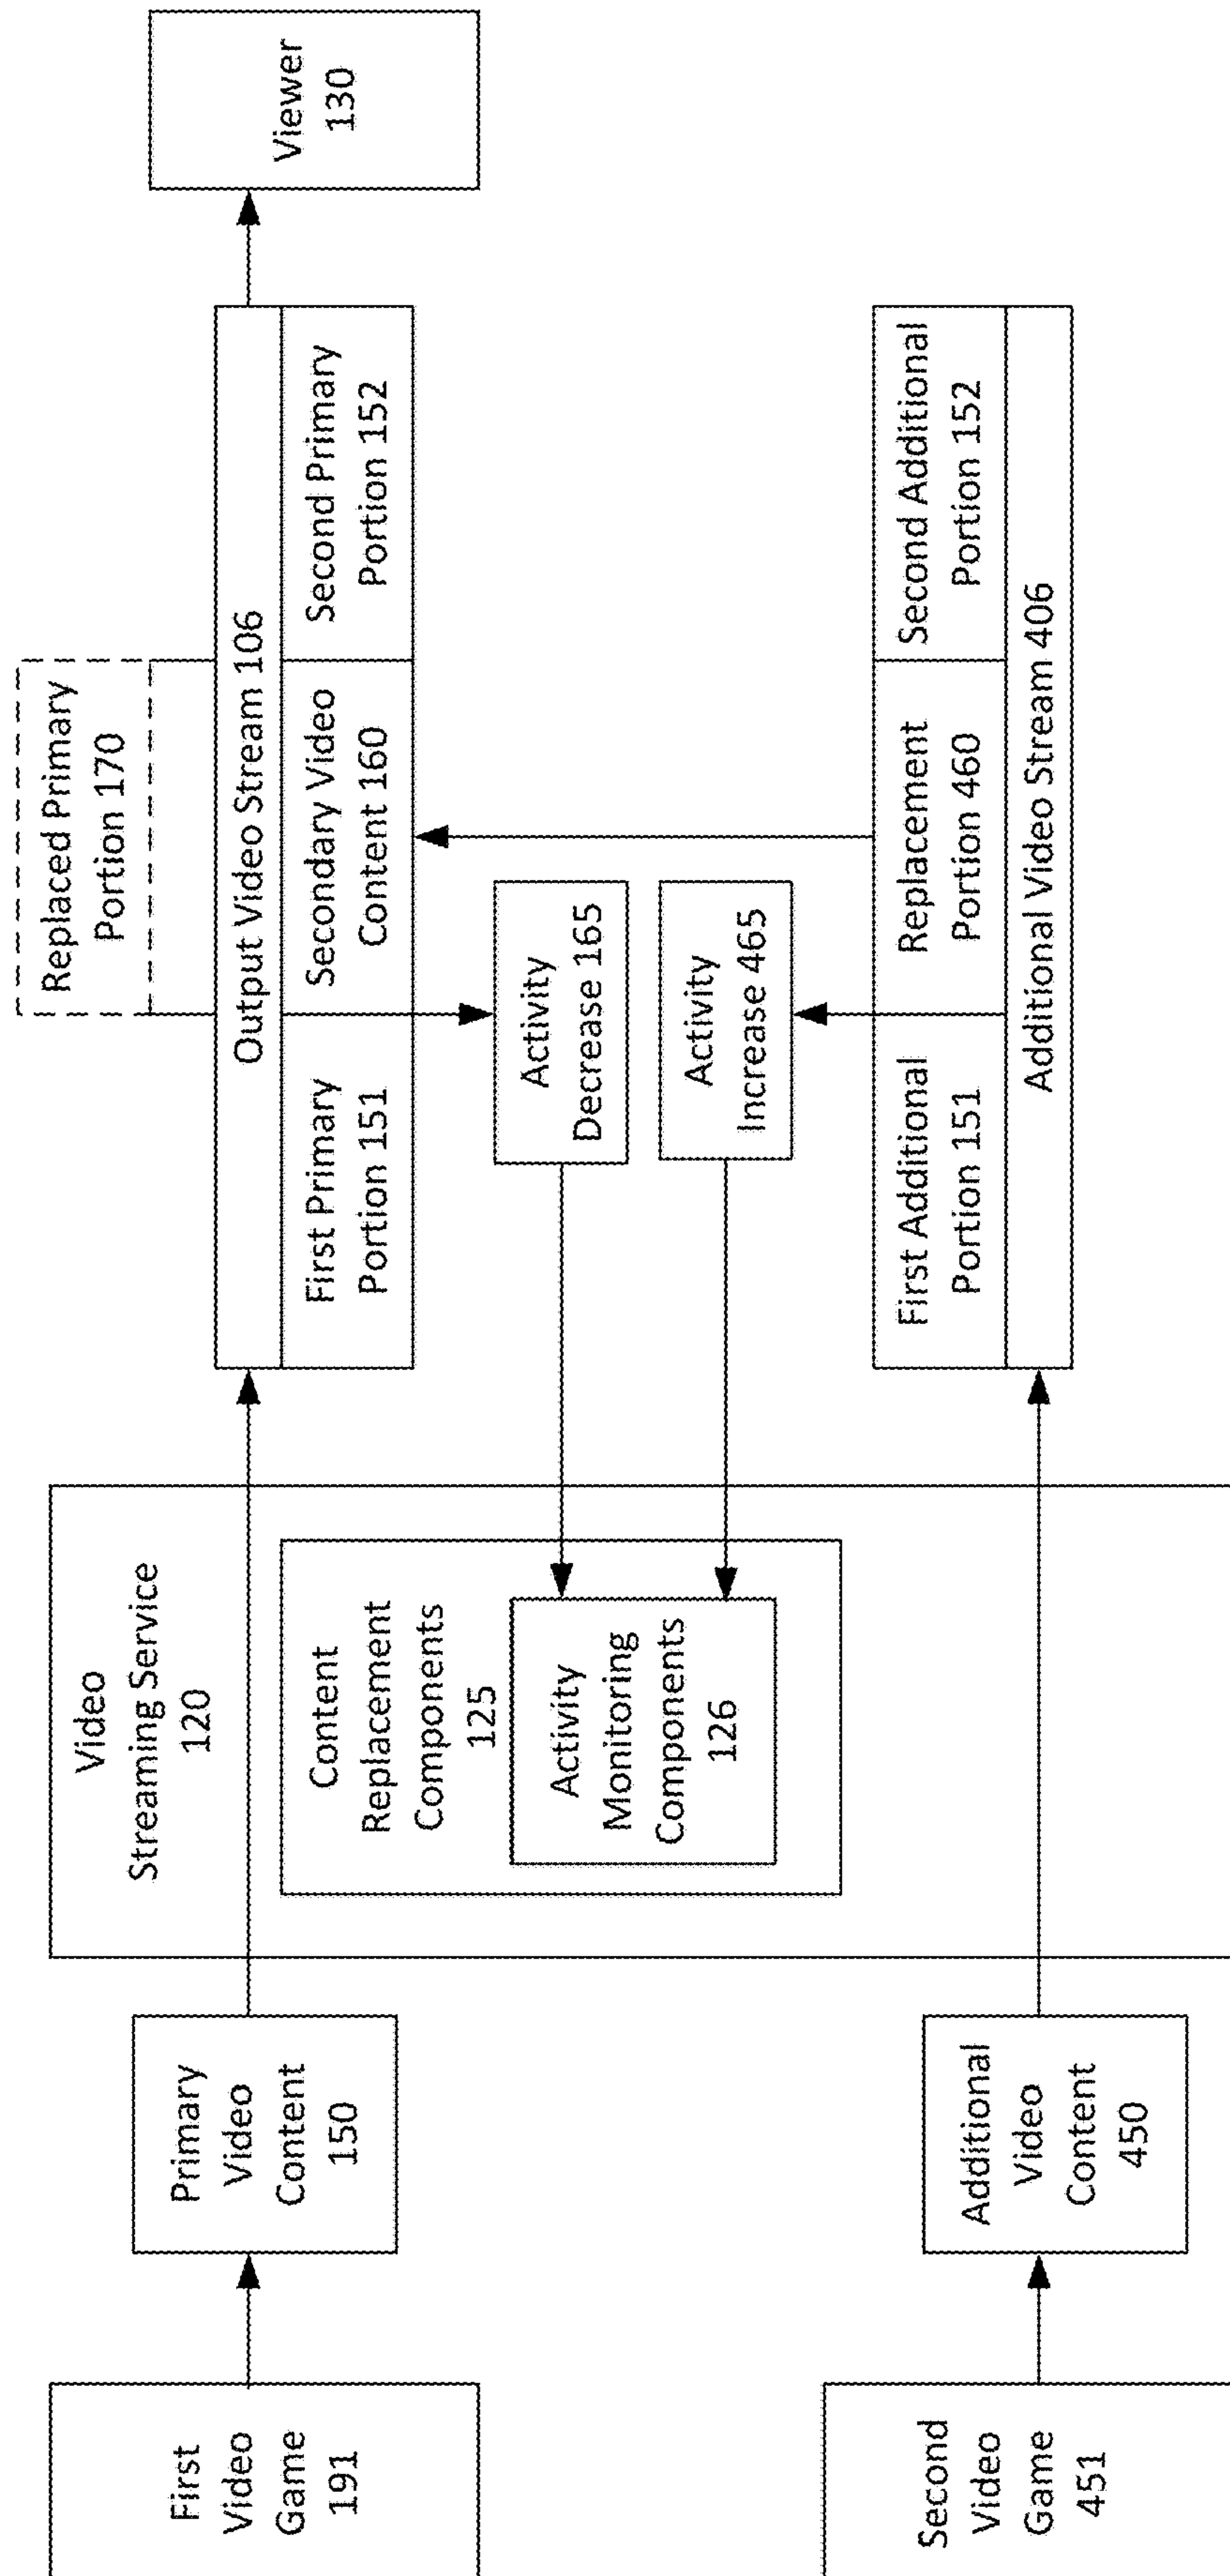 First
Video
Game
191
Primary
Video
Content
150
Video
Streaming Service
120
Content
Replacement
Components
125
Activity
Monitoring
Components
126
Replaced Primary
Portion 170
Output Video Stream 106
First Primary
Portion 151
Secondary Video
Content 160
Second Primary
Portion 152
Viewer
130
Activity
Decrease 165
Activity
Increase 465
Second
Video
Game
451
Additional
Video
Content
450
First Additional
Portion 151
Replacement
Portion 460
Second Additional
Portion 152
Additional Video Stream 406